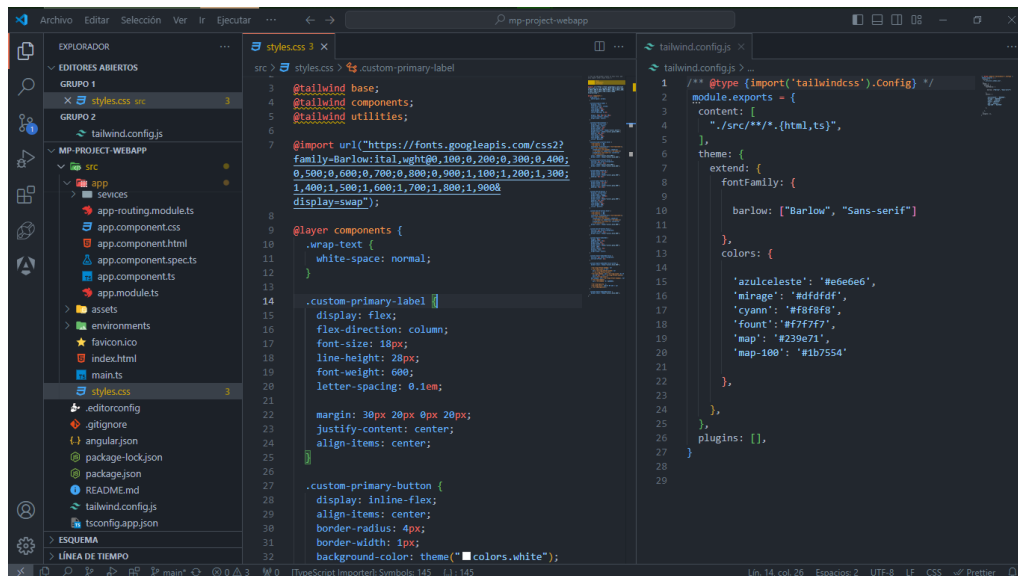 Archivo Editar Selección Ver Ir Ejecutar ···
mp-project-webapp
EXPLORADOR ···
EDITORES ABIERTOS
GRUPO 1
styles.css src 3
GRUPO 2
tailwind.config.js
MP-PROJECT-WEBAPP
src
app
sevices
app-routing.module.ts
app.component.css
app.component.html
app.component.spec.ts
app.component.ts
app.module.ts
assets
environments
favicon.ico
index.html
main.ts
styles.css 3
.editorconfig
.gitignore
angular.json
package-lock.json
package.json
README.md
tailwind.config.js
tsconfig.app.json
ESQUEMA
LÍNEA DE TIEMPO
styles.css 3
src > styles.css > .custom-primary-label
3 @tailwind base;
4 @tailwind components;
5 @tailwind utilities;
6
7 @import url("https://fonts.googleapis.com/css2?
family=Barlow:ital,wght@0,100;0,200;0,300;0,400;
0,500;0,600;0,700;0,800;0,900;1,100;1,200;1,300;
1,400;1,500;1,600;1,700;1,800;1,900&
display=swap");
8
9 @layer components {
10 .wrap-text {
11 white-space: normal;
12 }
13
14 .custom-primary-label {
15 display: flex;
16 flex-direction: column;
17 font-size: 18px;
18 line-height: 28px;
19 font-weight: 600;
20 letter-spacing: 0.1em;
21
22 margin: 30px 20px 0px 20px;
23 justify-content: center;
24 align-items: center;
25 }
26
27 .custom-primary-button {
28 display: inline-flex;
29 align-items: center;
30 border-radius: 4px;
31 border-width: 1px;
32 background-color: theme("colors.white");
tailwind.config.js
tailwind.config.js > ...
1 /** @type {import('tailwindcss').Config} */
2 module.exports = {
3 content: [
4 "./src/**/*.{html,ts}",
5 ],
6 theme: {
7 extend: {
8 fontFamily: {
9
10 barlow: ["Barlow", "Sans-serif"]
11
12 },
13 colors: {
14
15 'azulceleste': '#e6e6e6',
16 'mirage': '#dfdfdf',
17 'cyann': '#f8f8f8',
18 'fount':'#f7f7f7',
19 'map': '#239e71',
20 'map-100': '#1b7554'
21
22 },
23
24 },
25 },
26 plugins: [],
27 }
28
29
main* 0 3 0 [TypeScript Importer]: Symbols: 145 {..} : 145 Lín. 14, col. 26 Espacios: 2 UTF-8 LF CSS Prettier